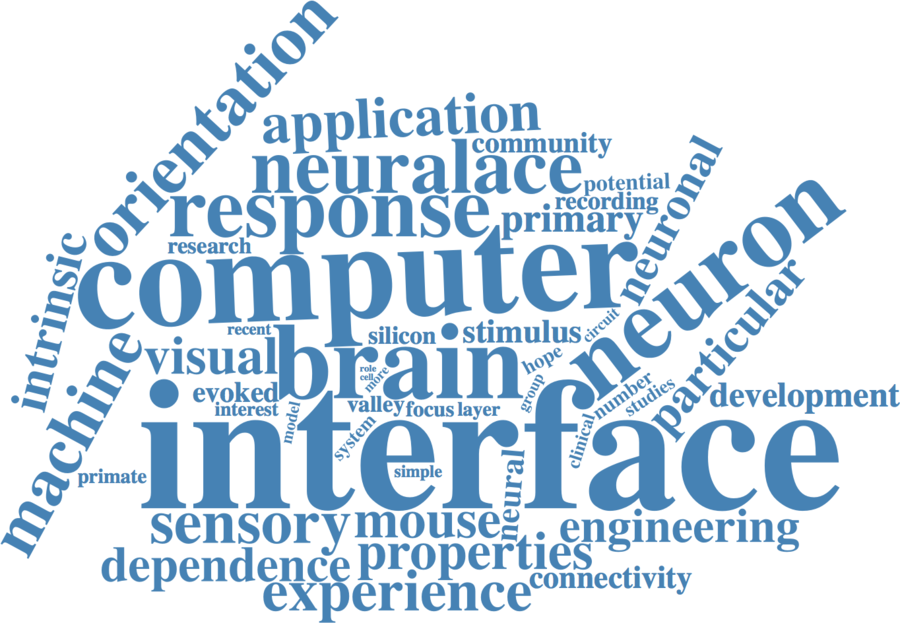 orientation
application
community
neuralace
potential
recording
response
primary
neuronal
research
intrinsic
computer
neuron
particular
recent
silicon
stimulus
circuit
machine
visual
brain
role
cell
more
hope
evoked
interest
model
valley
focus
layer
group
number
studies
development
system
clinical
interface
primate
simple
neural
sensory
mouse
engineering
dependence
properties
connectivity
experience